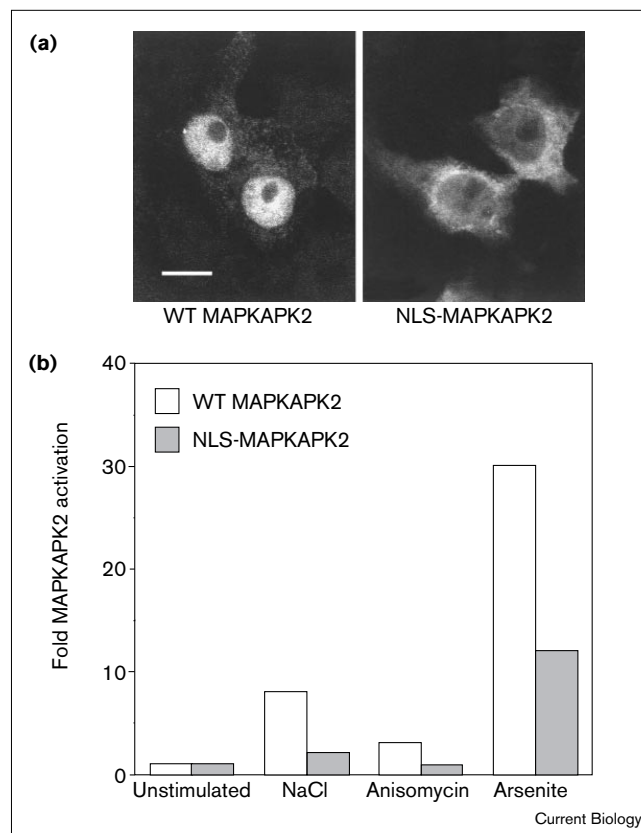 (a)
WT MAPKAPK2 NLS-MAPKAPK2
(b)
40
WT MAPKAPK2
NLS-MAPKAPK2
30
20
10
0
Fold MAPKAPK2 activation
Unstimulated NaCl Anisomycin Arsenite
Current Biology